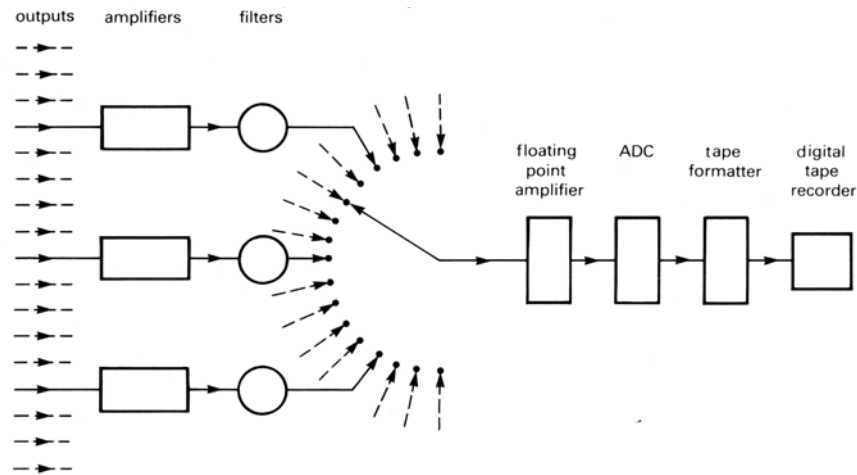 outputs
amplifiers
filters
floating
point
amplifier
ADC
tape
formatter
digital
tape
recorder